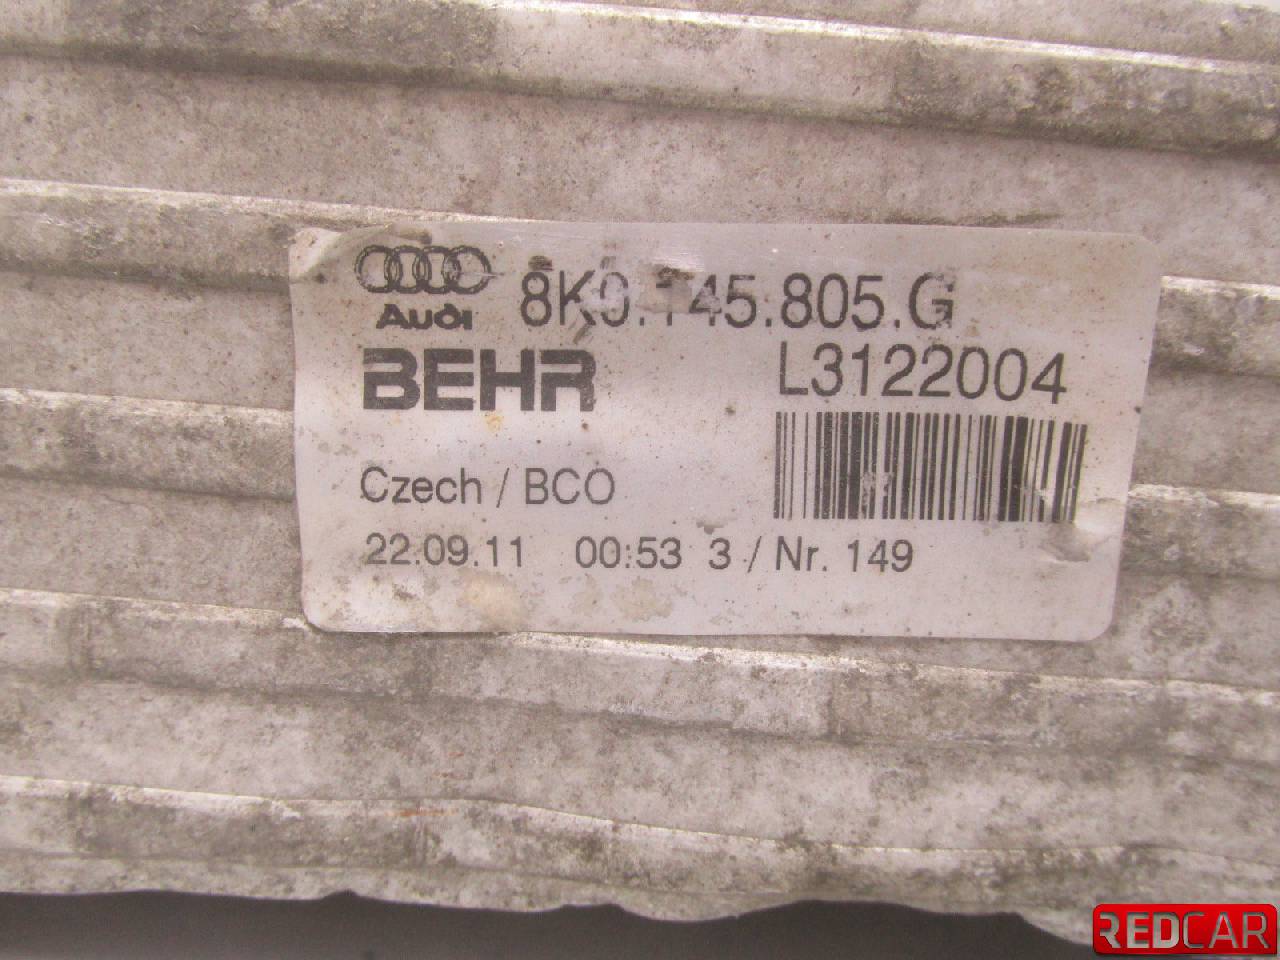 Audi 8K0.145.805.G
BEHR L3122004
Czech / BCO
22.09.11 00:53 3 / Nr. 149
REDCAR